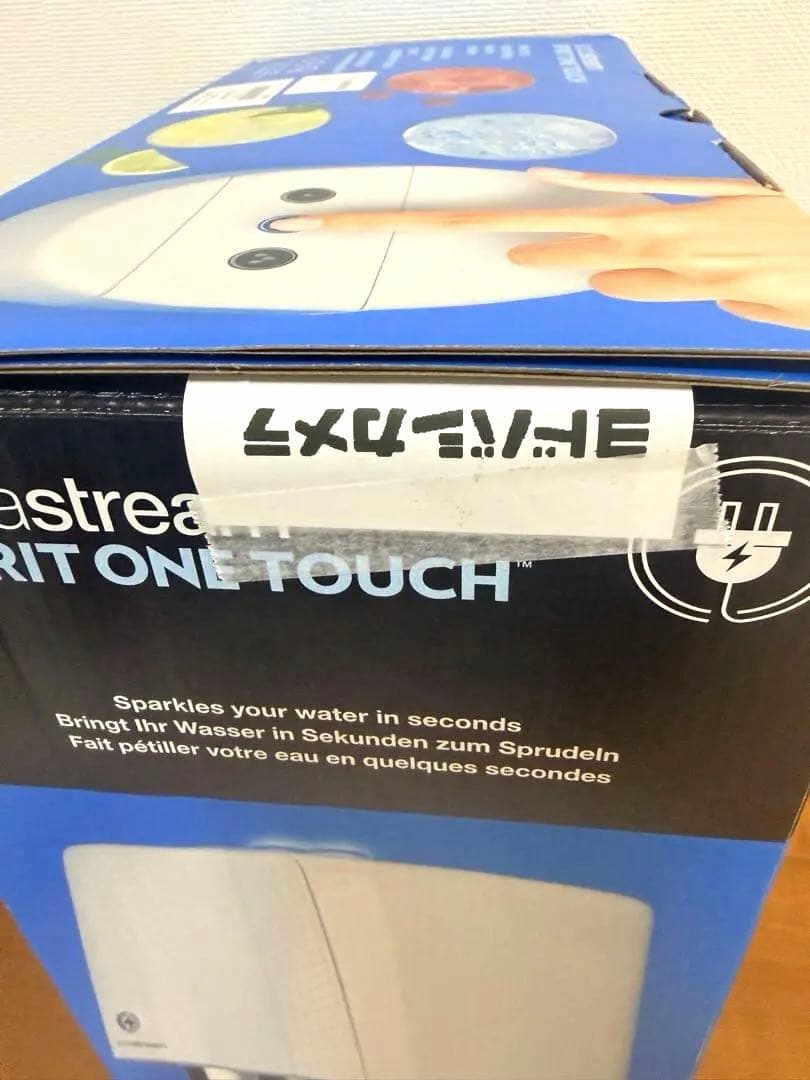 ヨドバシカメラ
astream
RIT ONE TOUCH™
Sparkles your water in seconds
Bringt Ihr Wasser in Sekunden zum Sprudeln
Fait pétiller votre eau en quelques secondes